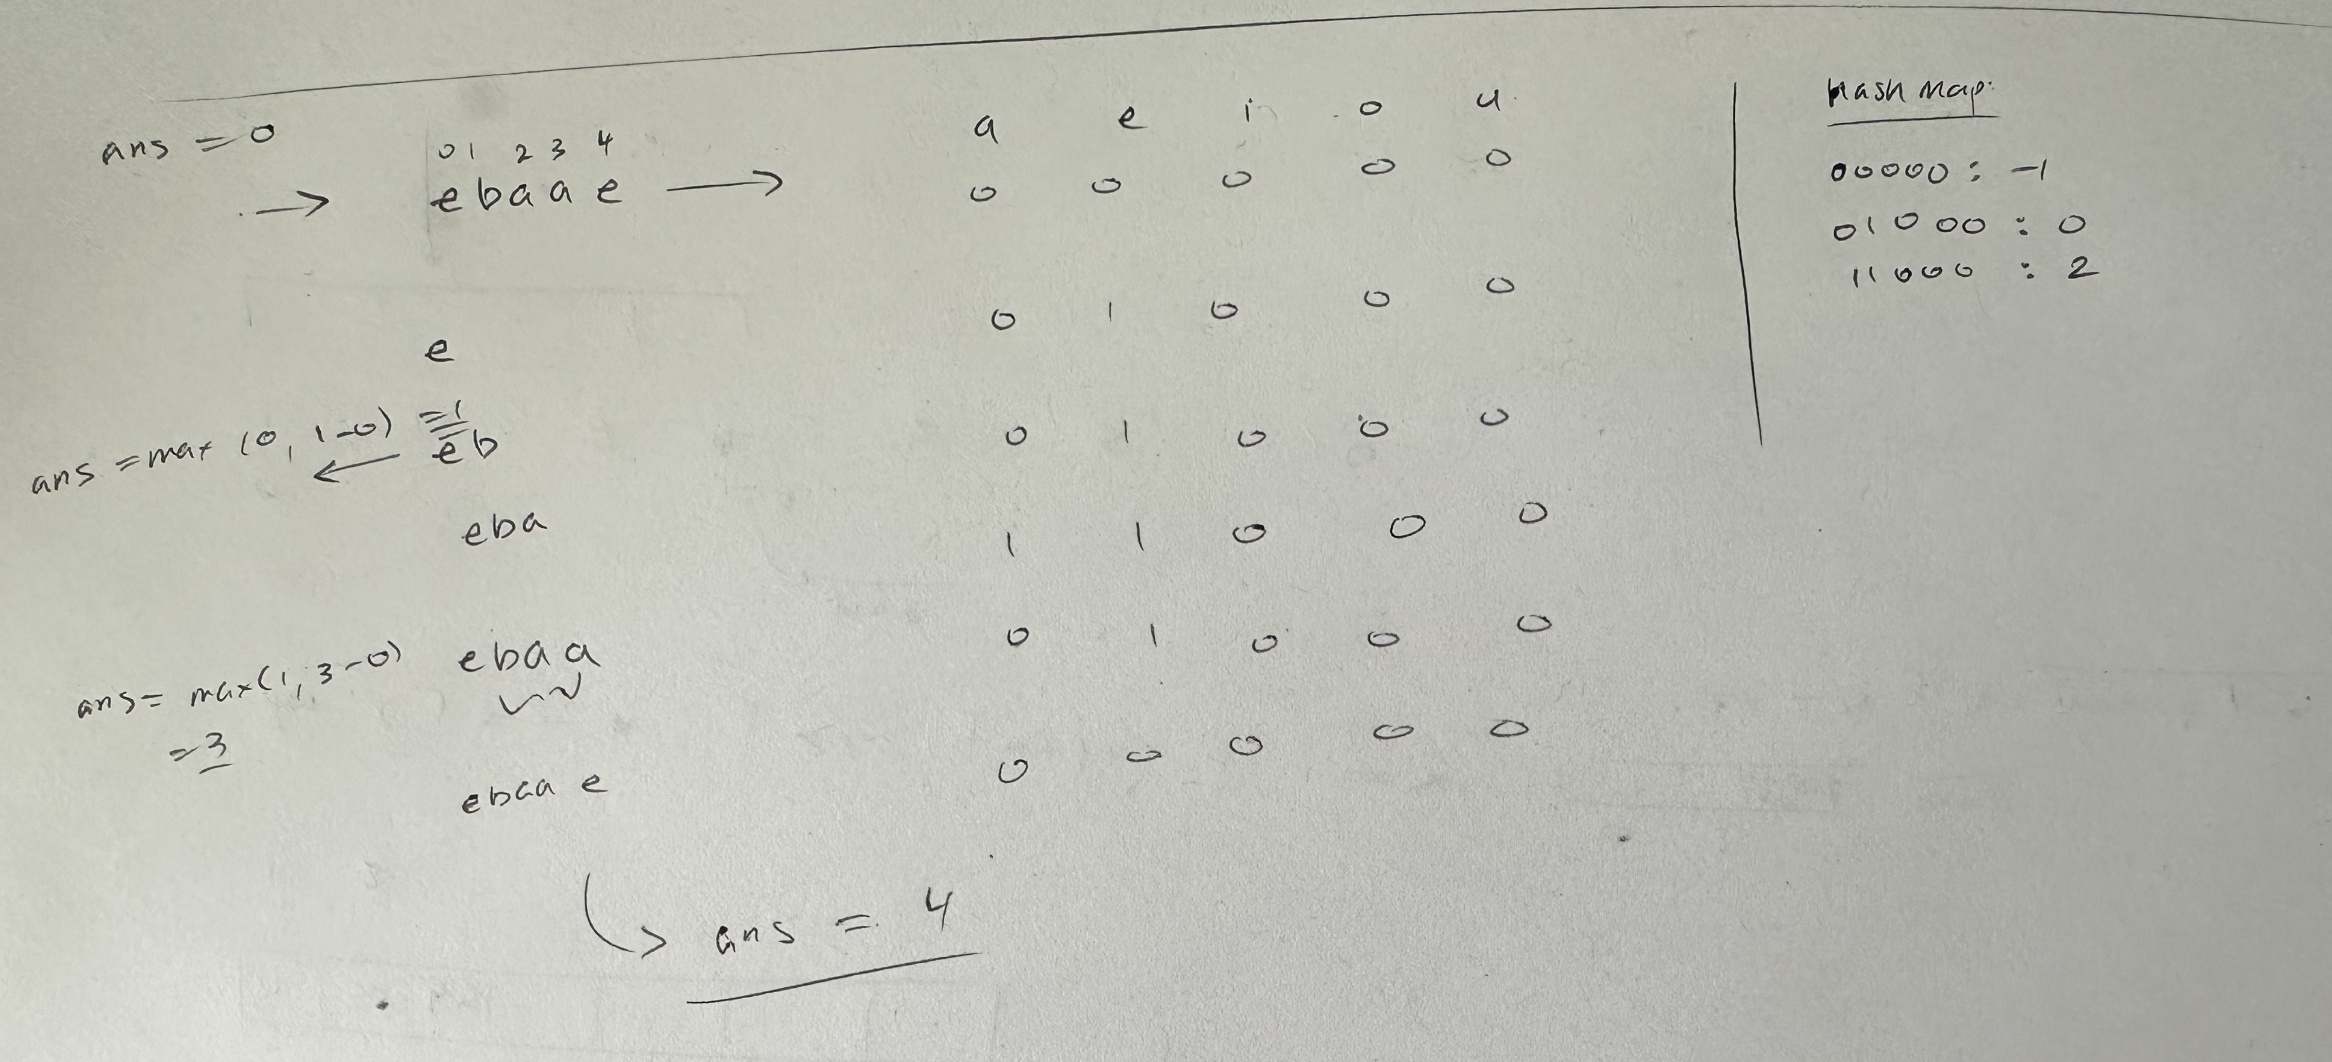 ans = 0
0 1 2 3 4
→ ebaae →
a e i o u
0 0 0 0 0
e
0 1 0 0 0
ans = max (0, 1-0) = 1
←
eb
0 1 0 0 0
eba
1 1 0 0 0
ebaa
0 1 0 0 0
ans = max(1, 3-0)
= 3
ebaae
0 0 0 0 0
ans = 4
Hash Map:
00000 : -1
01000 : 0
11000 : 2